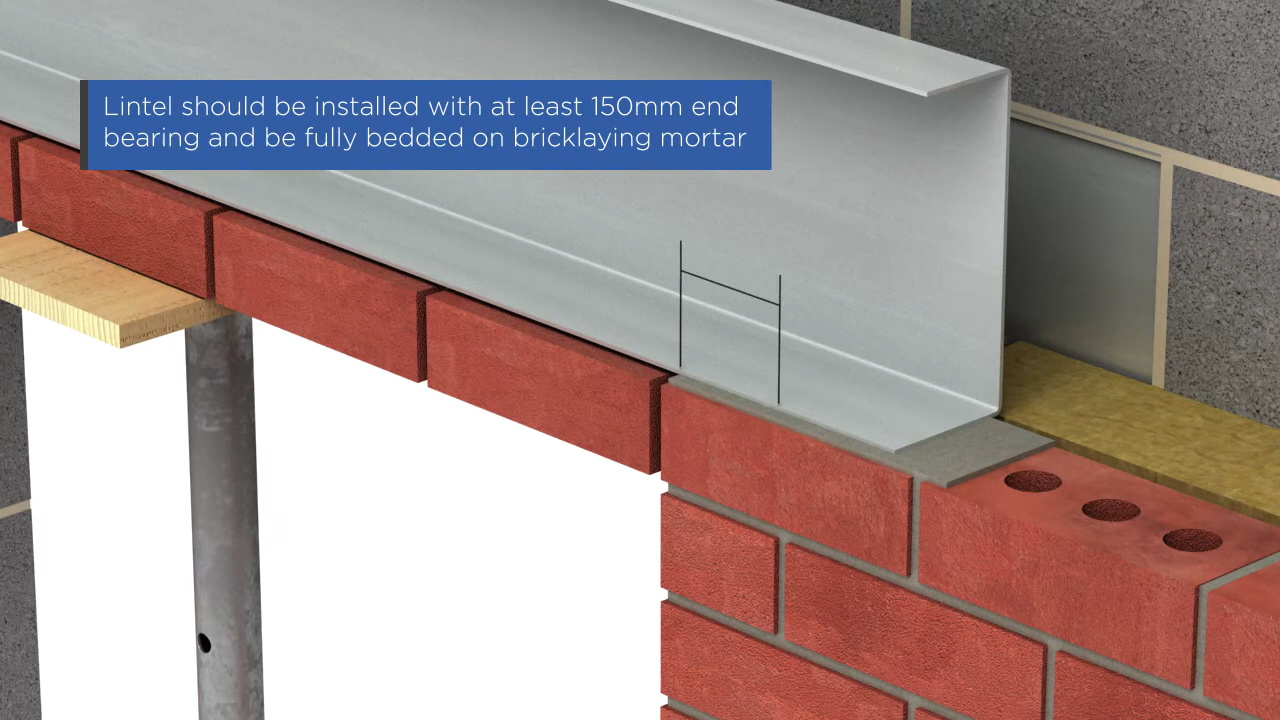 Lintel should be installed with at least 150mm end
bearing and be fully bedded on bricklaying mortar